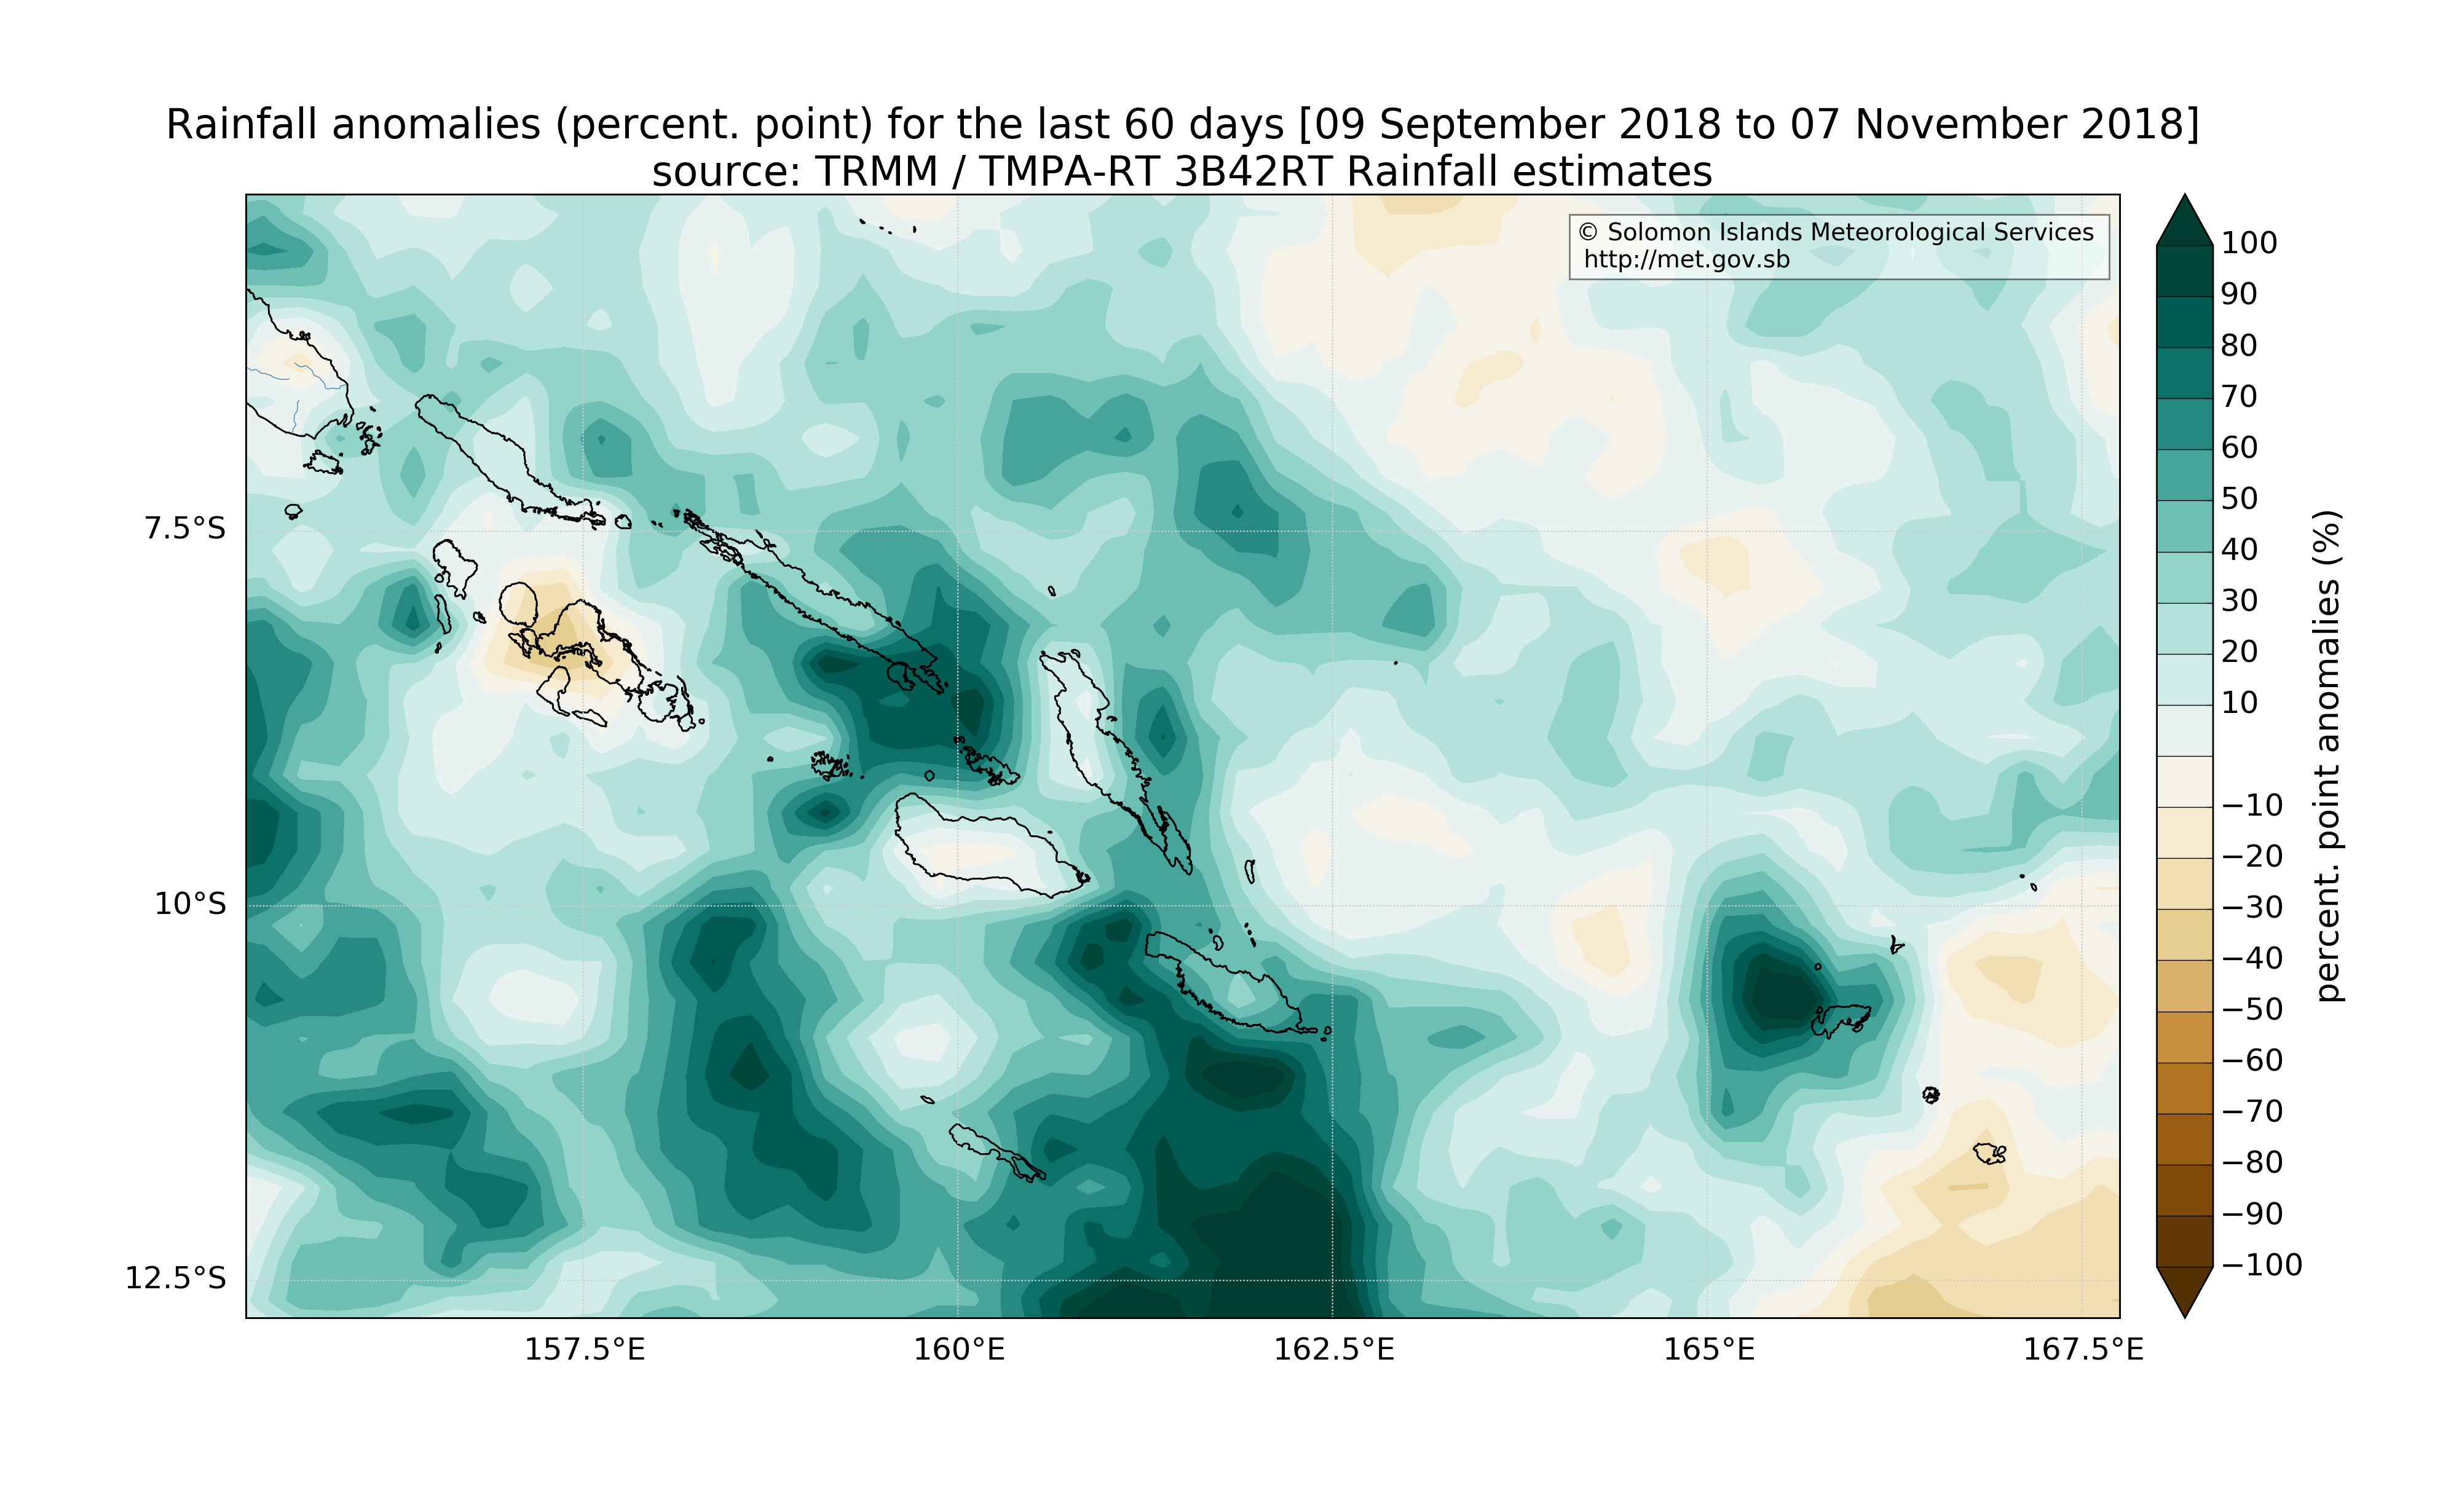 Rainfall anomalies (percent. point) for the last 60 days [09 September 2018 to 07 November 2018]
source: TRMM / TMPA-RT 3B42RT Rainfall estimates
© Solomon Islands Meteorological Services
http://met.gov.sb
7.5°S
10°S
12.5°S
157.5°E
160°E
162.5°E
165°E
167.5°E
100
90
80
70
60
50
40
30
20
10
−10
−20
−30
−40
−50
−60
−70
−80
−90
−100
percent. point anomalies (%)